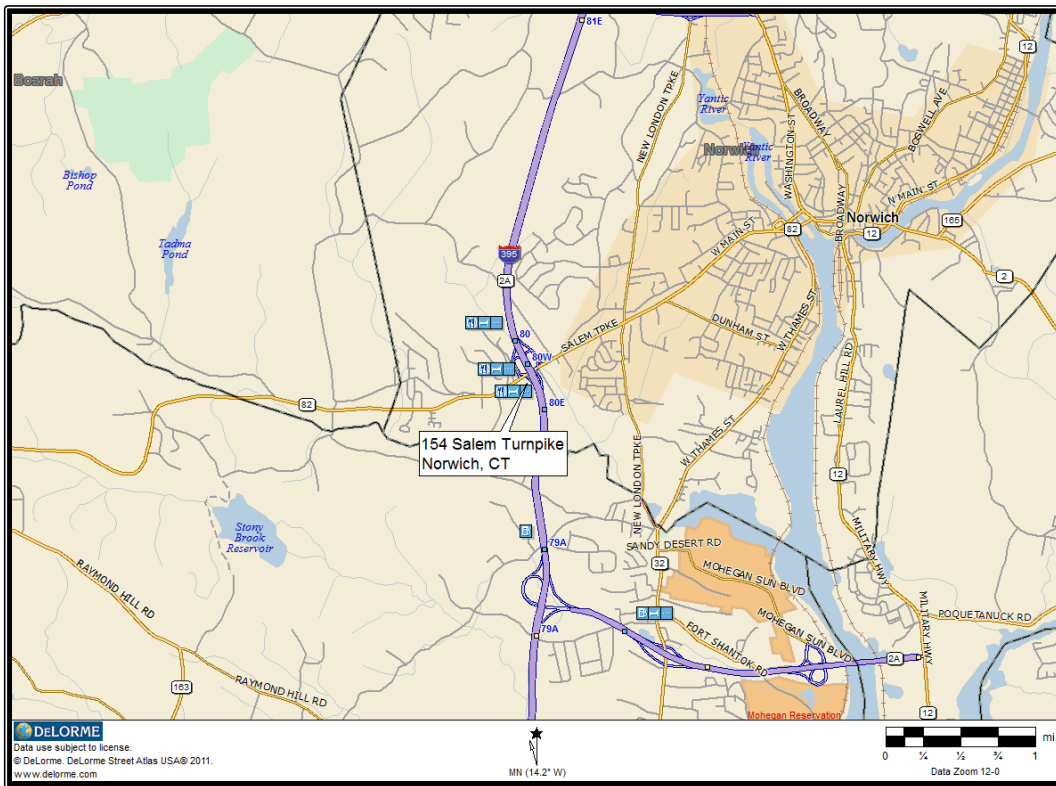 81E
12
Bozrah
NEW LONDON TPKE
BROADWAY
Yantic
River
BOSWELL AVE
WASHINGTON ST
Norwich
Yantic
River
Bishop
Pond
N MAIN ST
BROADWAY
Norwich
165
82
12
W MAIN ST
Tadma
Pond
395
2A
2
DUNHAM ST
W THAMES ST
80
SALEM TPKE
80W
LAUREL HILL RD
82
80E
154 Salem Turnpike
Norwich, CT
W THAMES ST
NEW LONDON TPKE
12
Stony
Brook
Reservoir
79A
SANDY DESERT RD
MILITARY HWY
32
MOHEGAN SUN BLVD
RAYMOND HILL RD
MILITARY HWY
POQUETANUCK RD
MOHEGAN SUN BLVD
79A
FORT SHANTOK RD
2A
163
RAYMOND HILL RD
12
Mohegan Reservation
DELORME
Data use subject to license.
© DeLorme. DeLorme Street Atlas USA® 2011.
www.delorme.com
MN (14.2° W)
mi
0 ¼ ½ ¾ 1
Data Zoom 12-0